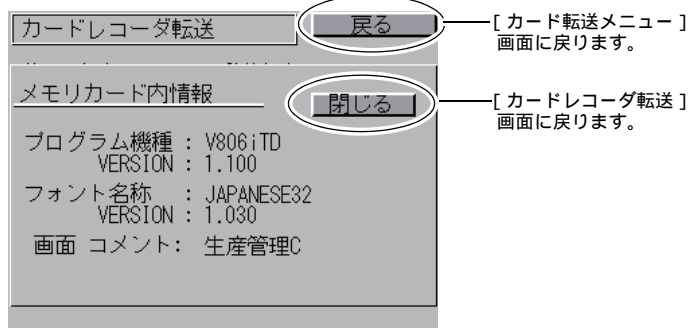 カードレコーダ転送
戻る
[ カード転送メニュー ]
画面に戻ります。
メモリカード内情報
閉じる
[ カードレコーダ転送 ]
画面に戻ります。
プログラム機種 : V806iTD
VERSION : 1.100
フォント名称 : JAPANESE32
VERSION : 1.030
画面 コメント: 生産管理C